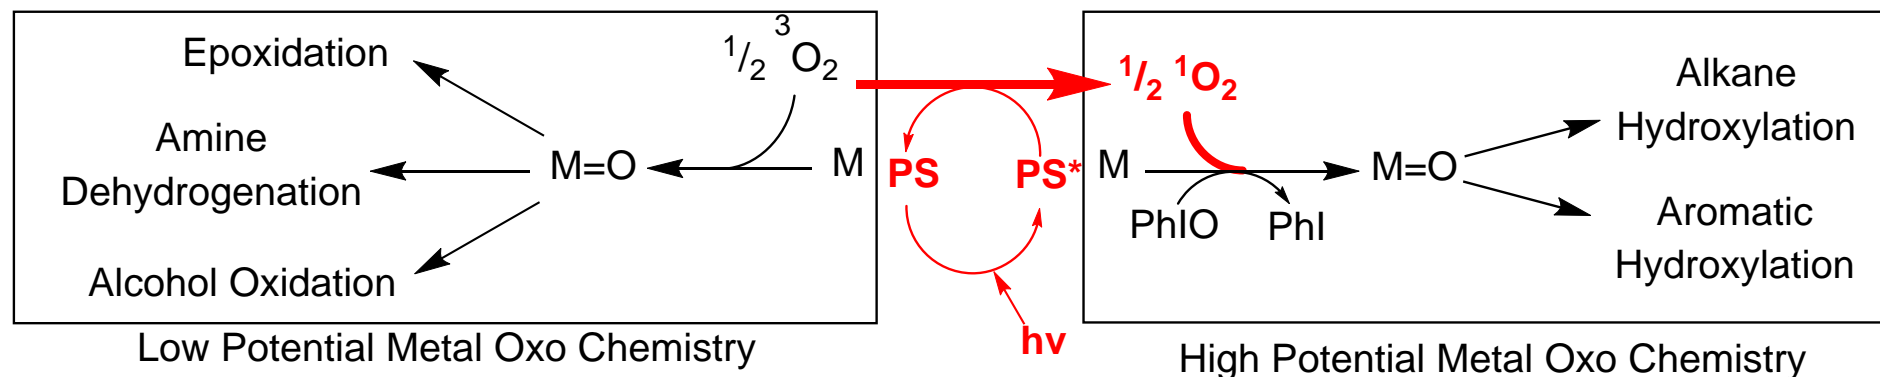 Epoxidation
Amine
Dehydrogenation
Alcohol Oxidation
M=O
1/2 3O2
M
Low Potential Metal Oxo Chemistry
PS
PS*
hν
1/2 1O2
M
PhIO
PhI
M=O
Alkane
Hydroxylation
Aromatic
Hydroxylation
High Potential Metal Oxo Chemistry